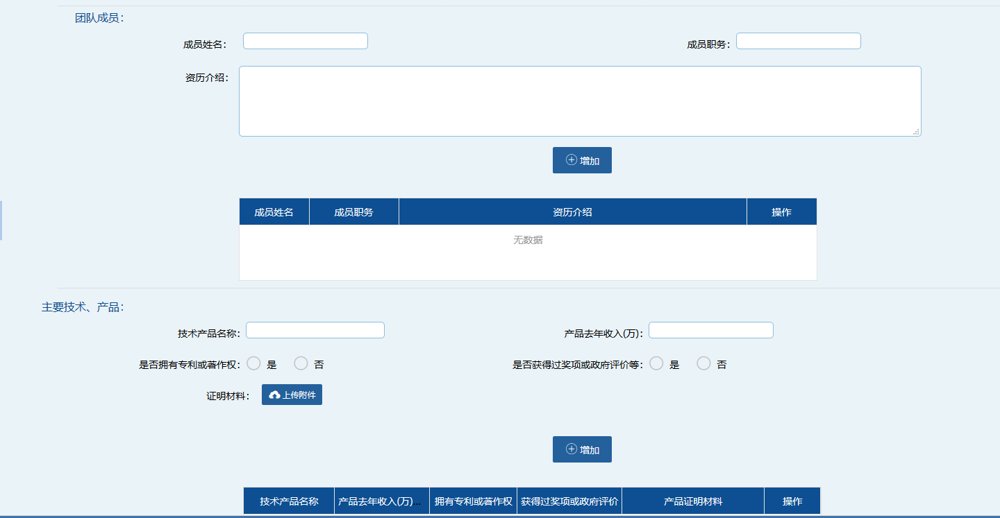 团队成员：
成员姓名： 成员职务：
资历介绍：
增加
成员姓名 成员职务 资历介绍 操作
无数据
主要技术、产品：
技术产品名称： 产品去年收入(万)：
是否拥有专利或著作权： 是 否 是否获得过奖项或政府评价等： 是 否
证明材料： 上传附件
增加
技术产品名称 产品去年收入(万)... 拥有专利或著作权 获得过奖项或政府评价 产品证明材料 操作